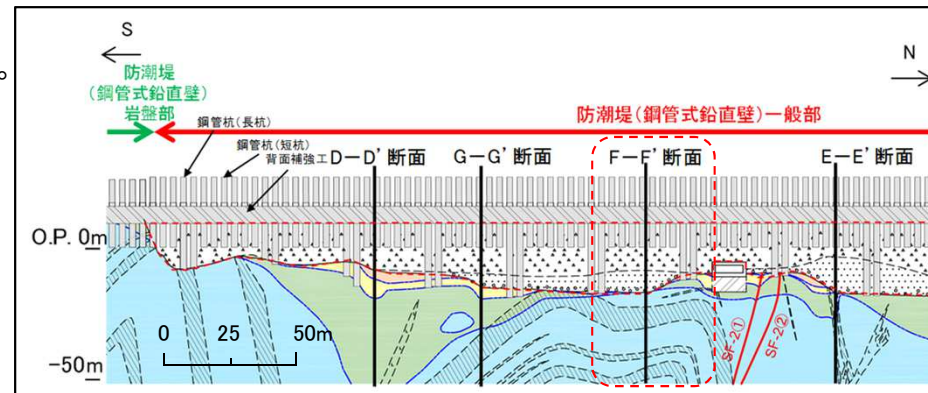 S
N
。
防潮堤
（鋼管式鉛直壁）
岩盤部
防潮堤（鋼管式鉛直壁）一般部
鋼管杭（長杭）
鋼管杭（短杭）
背面補強工
D－D’断面
G－G’断面
F－F’断面
E－E’断面
O.P. 0m
0 25 50m
−50m
SF-2①
SF-2②